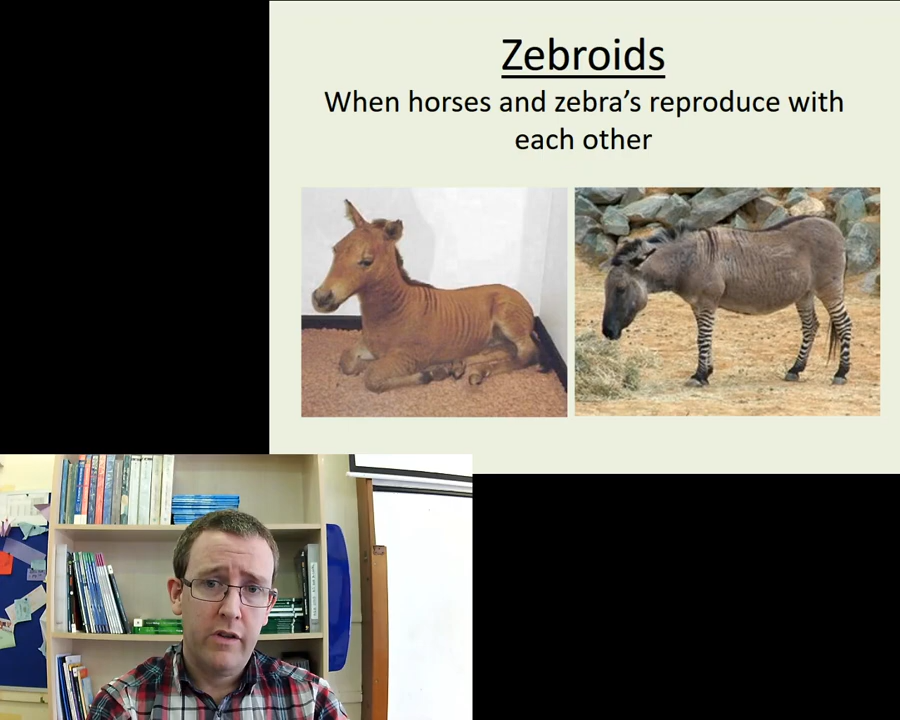 Zebroids
When horses and zebra's reproduce with
each other